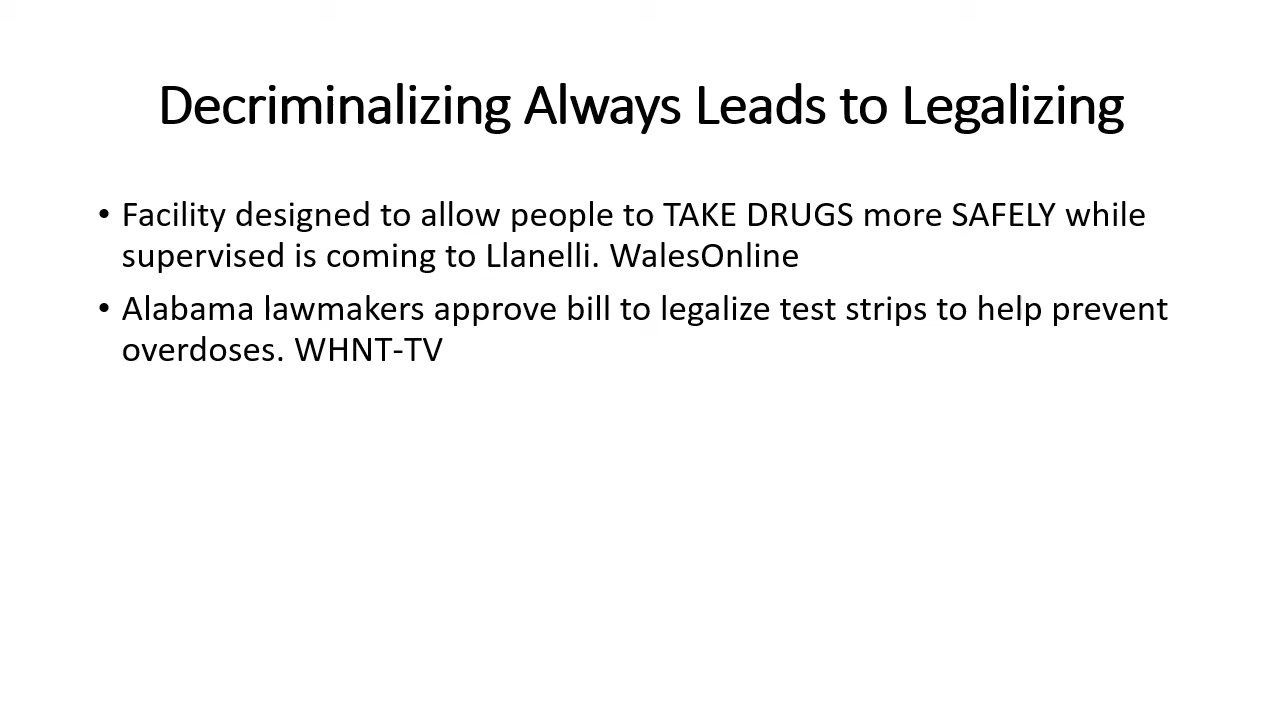 Decriminalizing Always Leads to Legalizing
• Facility designed to allow people to TAKE DRUGS more SAFELY while
supervised is coming to Llanelli. WalesOnline
• Alabama lawmakers approve bill to legalize test strips to help prevent
overdoses. WHNT-TV